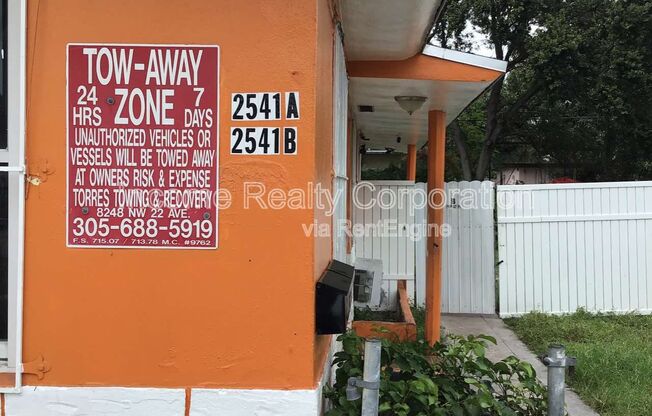 TOW-AWAY
24 ZONE 7
HRS DAYS
UNAUTHORIZED VEHICLES OR
VESSELS WILL BE TOWED AWAY
AT OWNERS RISK & EXPENSE
TORRES TOWING & RECOVERY
8248 NW 22 AVE.
305-688-5919
F.S. 715.07 / 713.78 M.C. #9762
2541A
2541B
Realty Corporation
via RentEngine